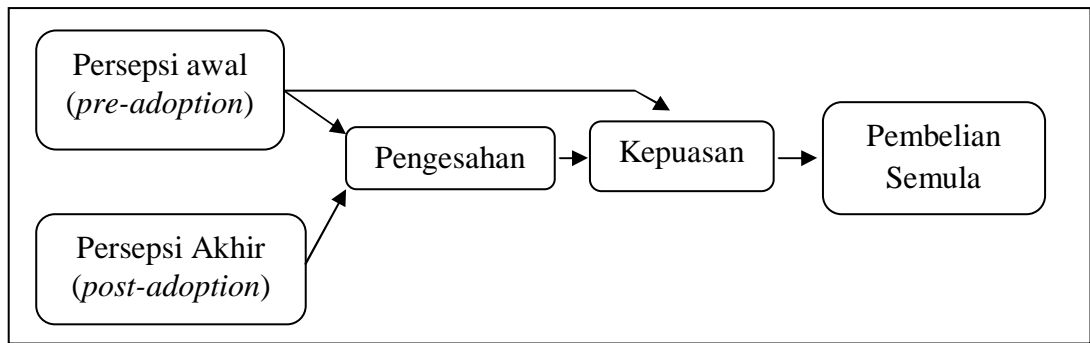 Persepsi awal
(pre-adoption)
Pengesahan
Kepuasan
Pembelian
Semula
Persepsi Akhir
(post-adoption)